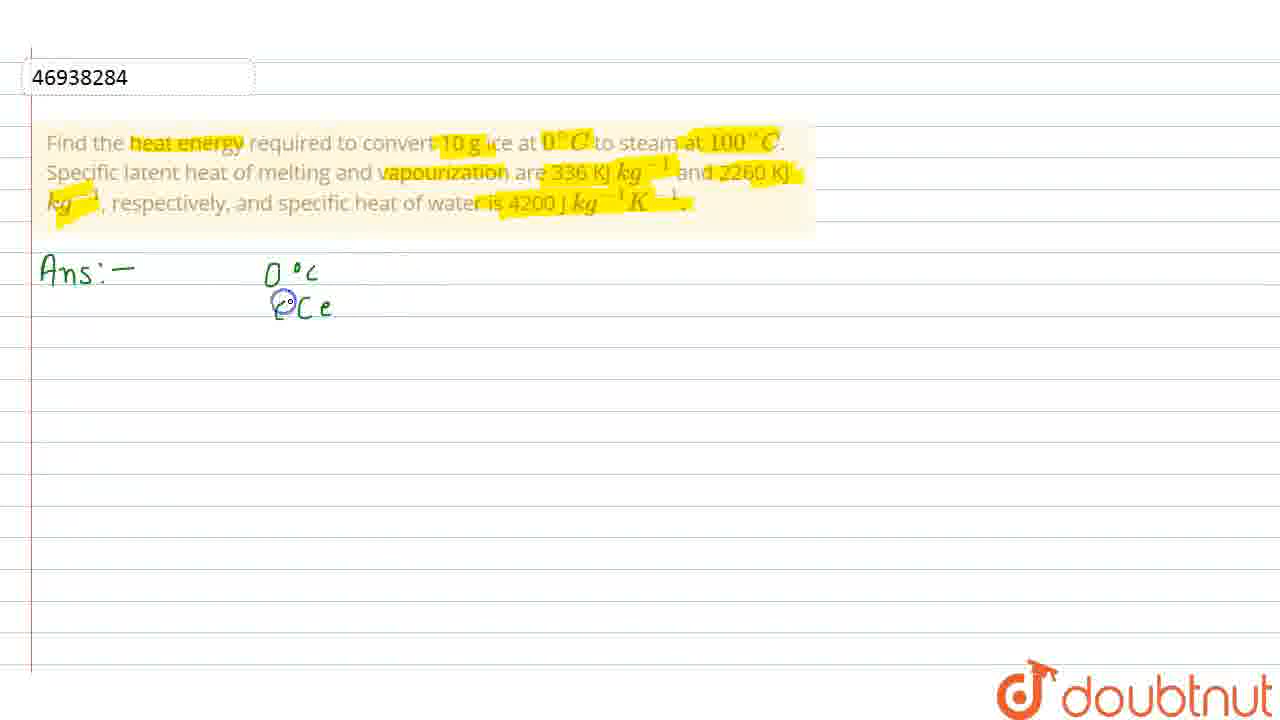 46938284
Find the heat energy required to convert 10 g ice at 0°C to steam at 100°C.
Specific latent heat of melting and vapourization are 336 KJ kg⁻¹ and 2260 KJ
kg⁻¹, respectively, and specific heat of water is 4200 J kg⁻¹K⁻¹.
Ans:- 0°C
ice
doubtnut